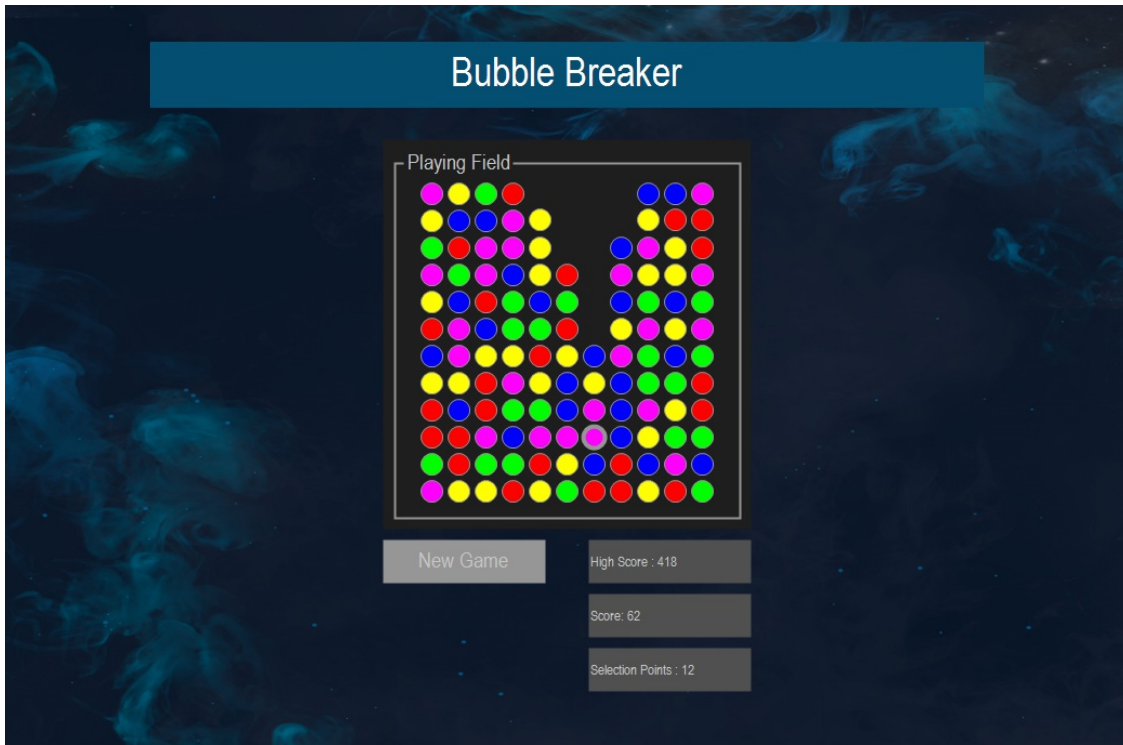 Bubble Breaker
Playing Field
New Game
High Score : 418
Score: 62
Selection Points : 12